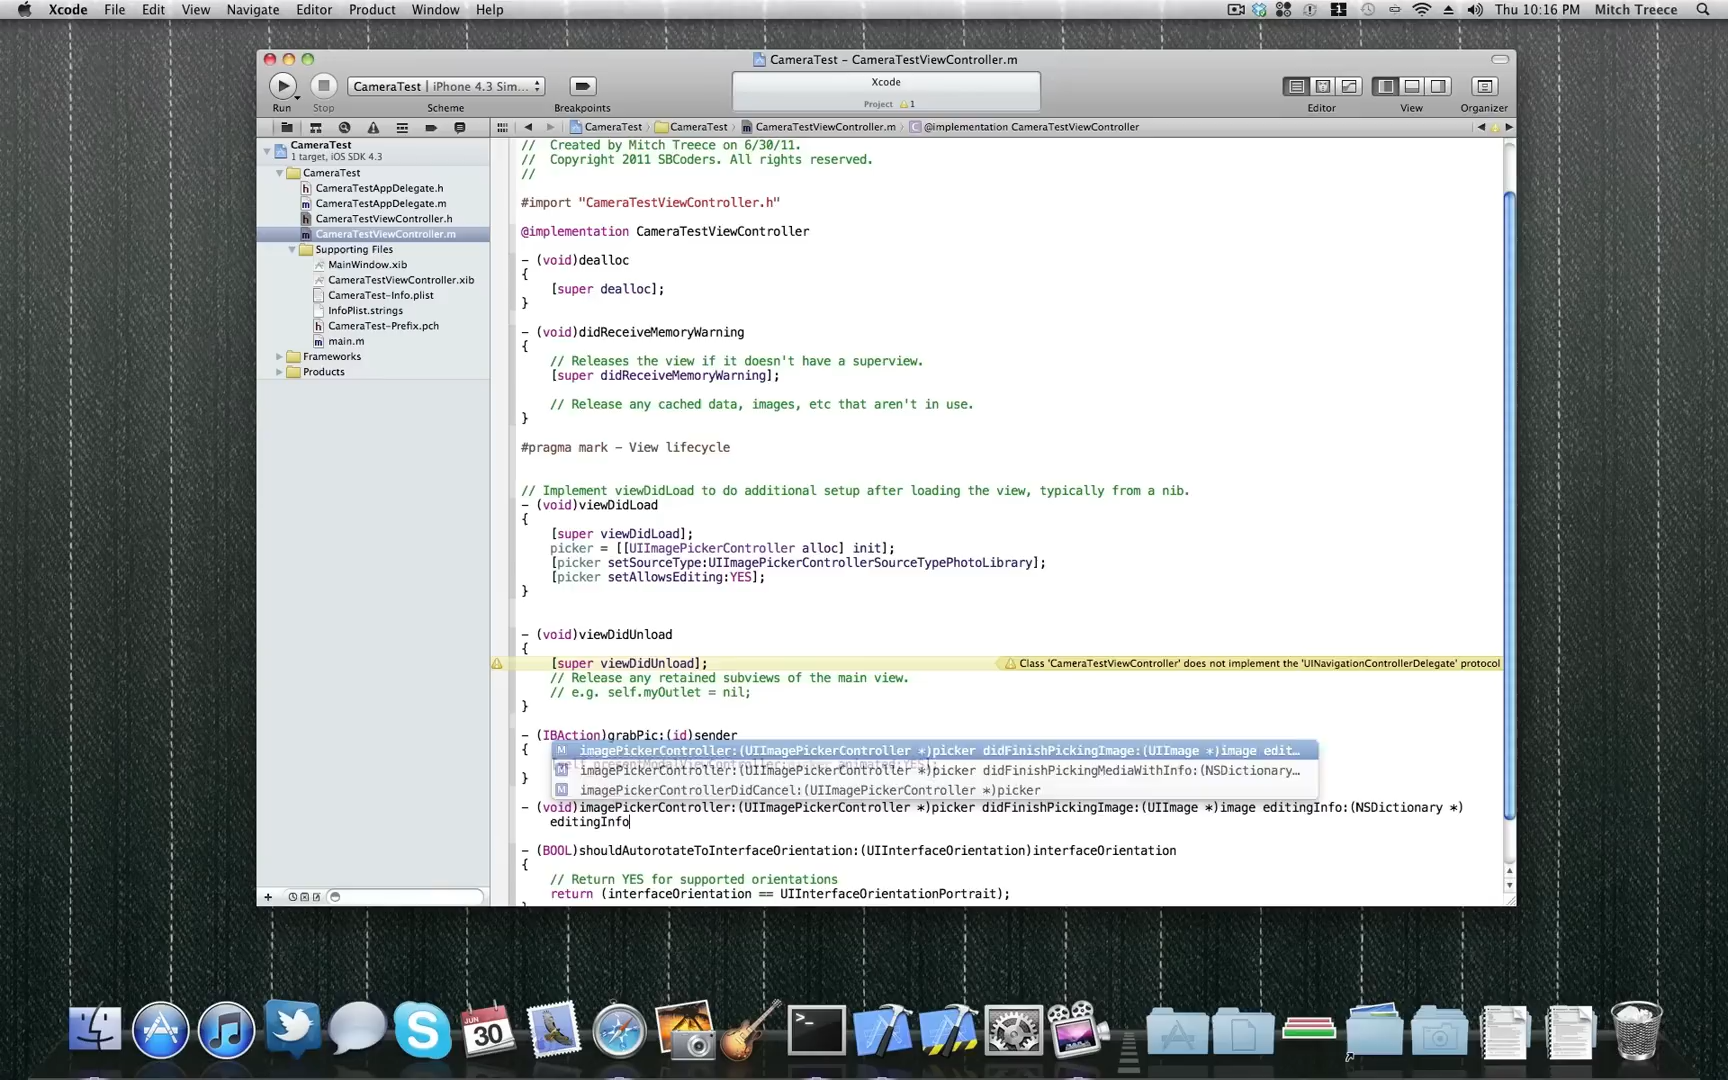 Xcode File Edit View Navigate Editor Product Window Help
1 Thu 10:16 PM Mitch Treece
CameraTest - CameraTestViewController.m
CameraTest | iPhone 4.3 Sim...
Xcode
Project 1
Run Stop Scheme Breakpoints Editor View Organizer
CameraTest CameraTest CameraTestViewController.m @implementation CameraTestViewController
CameraTest
1 target, iOS SDK 4.3
CameraTest
CameraTestAppDelegate.h
CameraTestAppDelegate.m
CameraTestViewController.h
CameraTestViewController.m
Supporting Files
MainWindow.xib
CameraTestViewController.xib
CameraTest-Info.plist
InfoPlist.strings
CameraTest-Prefix.pch
main.m
Frameworks
Products
// Created by Mitch Treece on 6/30/11.
// Copyright 2011 SBCoders. All rights reserved.
//
#import "CameraTestViewController.h"
@implementation CameraTestViewController
- (void)dealloc
{
[super dealloc];
}
- (void)didReceiveMemoryWarning
{
// Releases the view if it doesn't have a superview.
[super didReceiveMemoryWarning];
// Release any cached data, images, etc that aren't in use.
}
#pragma mark - View lifecycle
// Implement viewDidLoad to do additional setup after loading the view, typically from a nib.
- (void)viewDidLoad
{
[super viewDidLoad];
picker = [[UIImagePickerController alloc] init];
[picker setSourceType:UIImagePickerControllerSourceTypePhotoLibrary];
[picker setAllowsEditing:YES];
}
- (void)viewDidUnload
{
[super viewDidUnload]; Class 'CameraTestViewController' does not implement the 'UINavigationControllerDelegate' protocol
// Release any retained subviews of the main view.
// e.g. self.myOutlet = nil;
}
- (IBAction)grabPic:(id)sender
{
M imagePickerController:(UIImagePickerController *)picker didFinishPickingImage:(UIImage *)image edit...
M imagePickerController:(UIImagePickerController *)picker didFinishPickingMediaWithInfo:(NSDictionary...
}
M imagePickerControllerDidCancel:(UIImagePickerController *)picker
- (void)imagePickerController:(UIImagePickerController *)picker didFinishPickingImage:(UIImage *)image editingInfo:(NSDictionary *)
editingInfo
- (BOOL)shouldAutorotateToInterfaceOrientation:(UIInterfaceOrientation)interfaceOrientation
{
// Return YES for supported orientations
return (interfaceOrientation == UIInterfaceOrientationPortrait);
JUN
30